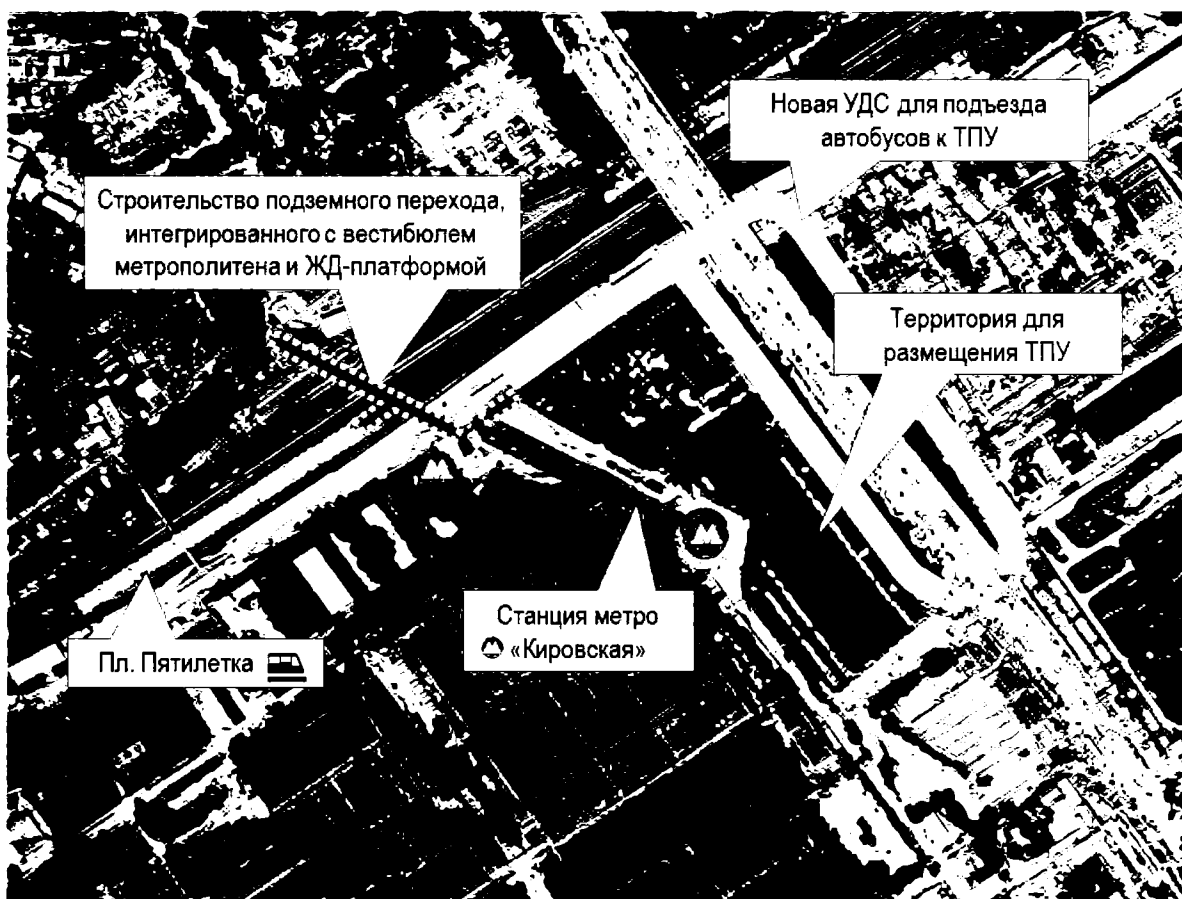 Новая УДС для подъезда
автобусов к ТПУ
Строительство подземного перехода,
интегрированного с вестибюлем
метрополитена и ЖД-платформой
Территория для
размещения ТПУ
Станция метро
«Кировская»
Пл. Пятилетка